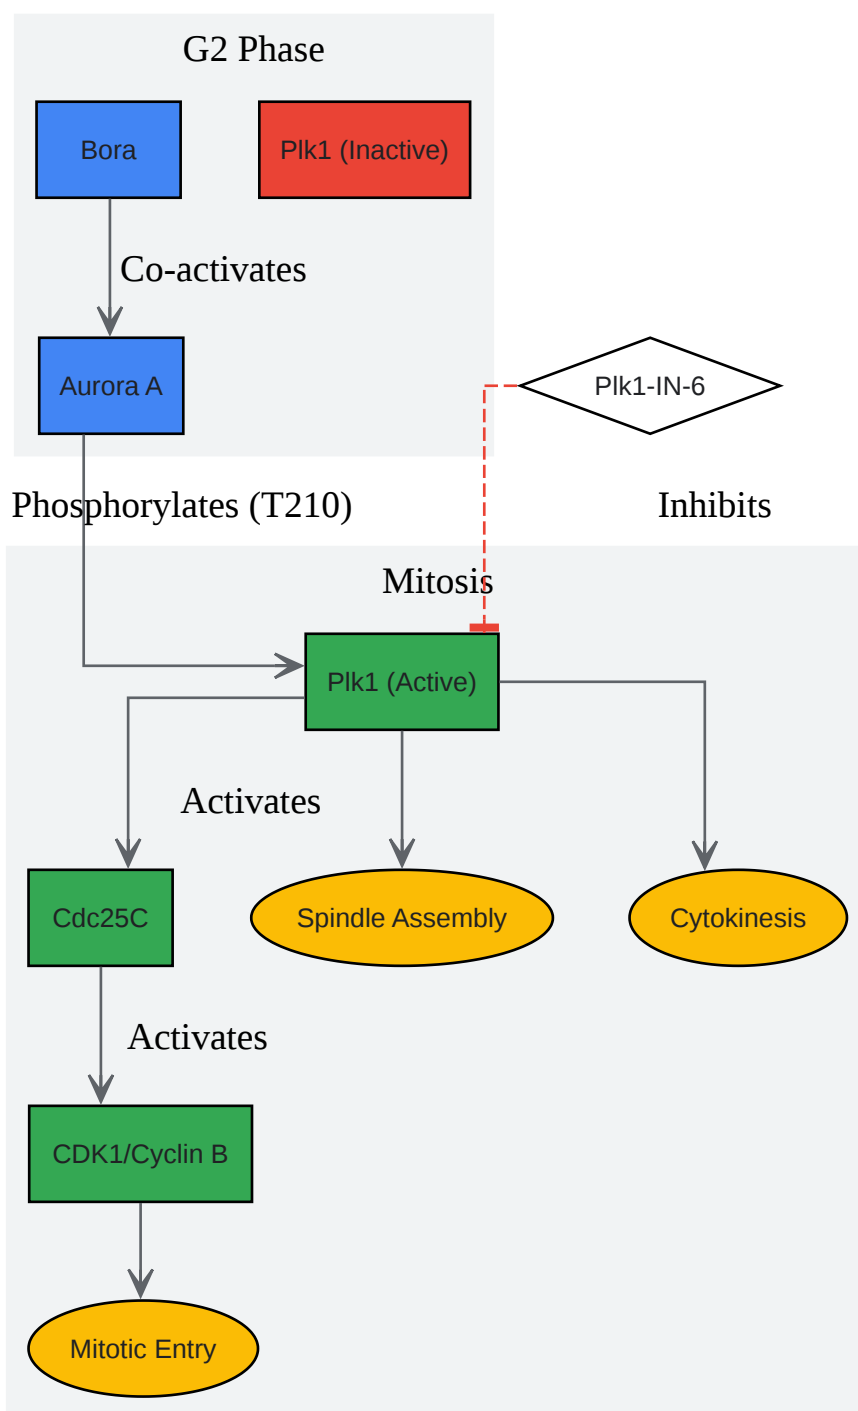 G2 Phase
Bora
Plk1 (Inactive)
Co-activates
Aurora A
Plk1-IN-6
Phosphorylates (T210)
Inhibits
Mitosis
Plk1 (Active)
Activates
Cdc25C
Spindle Assembly
Cytokinesis
Activates
CDK1/Cyclin B
Mitotic Entry